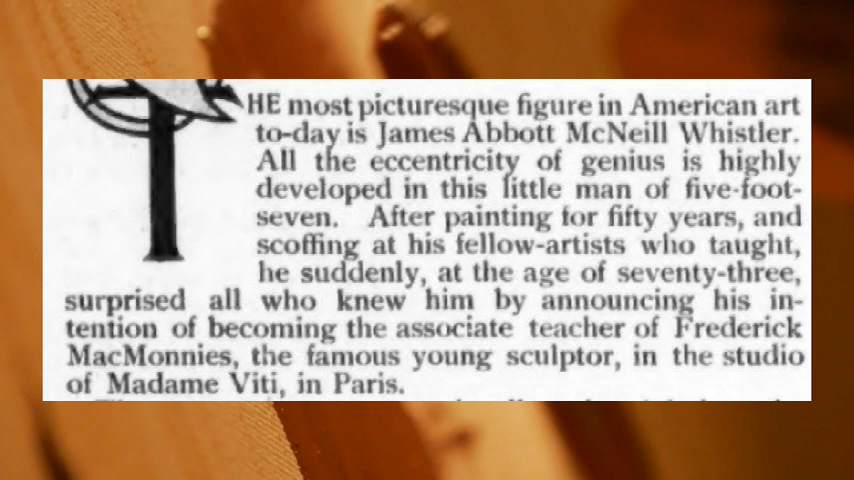 THE most picturesque figure in American art
to-day is James Abbott McNeill Whistler.
All the eccentricity of genius is highly
developed in this little man of five-foot-
seven. After painting for fifty years, and
scoffing at his fellow-artists who taught,
he suddenly, at the age of seventy-three,
surprised all who knew him by announcing his in-
tention of becoming the associate teacher of Frederick
MacMonnies, the famous young sculptor, in the studio
of Madame Viti, in Paris.